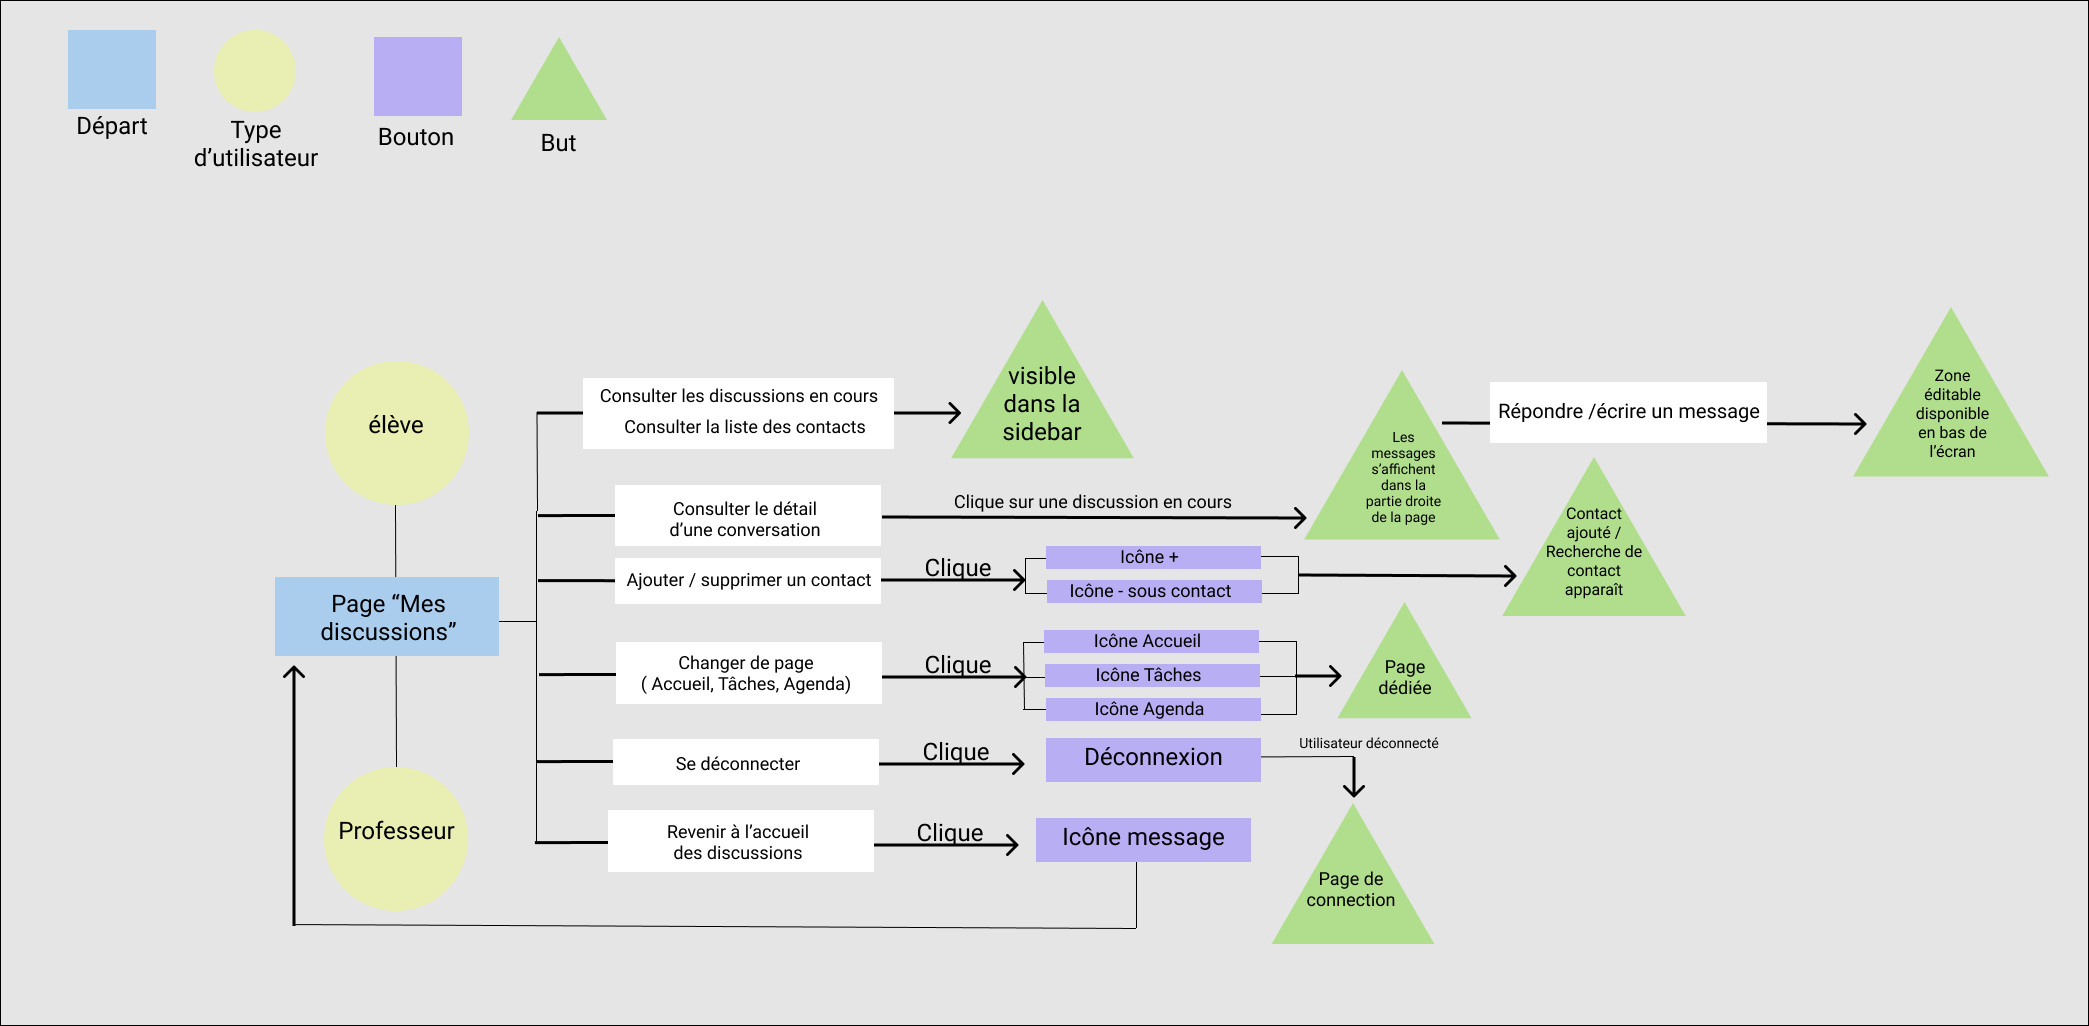 Départ
Type
d’utilisateur
Bouton
But
élève
Page “Mes
discussions”
Professeur
Consulter les discussions en cours
Consulter la liste des contacts
visible
dans la
sidebar
Consulter le détail
d’une conversation
Clique sur une discussion en cours
Les
messages
s’affichent
dans la
partie droite
de la page
Répondre /écrire un message
Zone
éditable
disponible
en bas de
l’écran
Ajouter / supprimer un contact
Clique
Icône +
Icône - sous contact
Contact
ajouté /
Recherche de
contact
apparaît
Changer de page
( Accueil, Tâches, Agenda)
Clique
Icône Accueil
Icône Tâches
Icône Agenda
Page
dédiée
Se déconnecter
Clique
Déconnexion
Utilisateur déconnecté
Page de
connection
Revenir à l’accueil
des discussions
Clique
Icône message